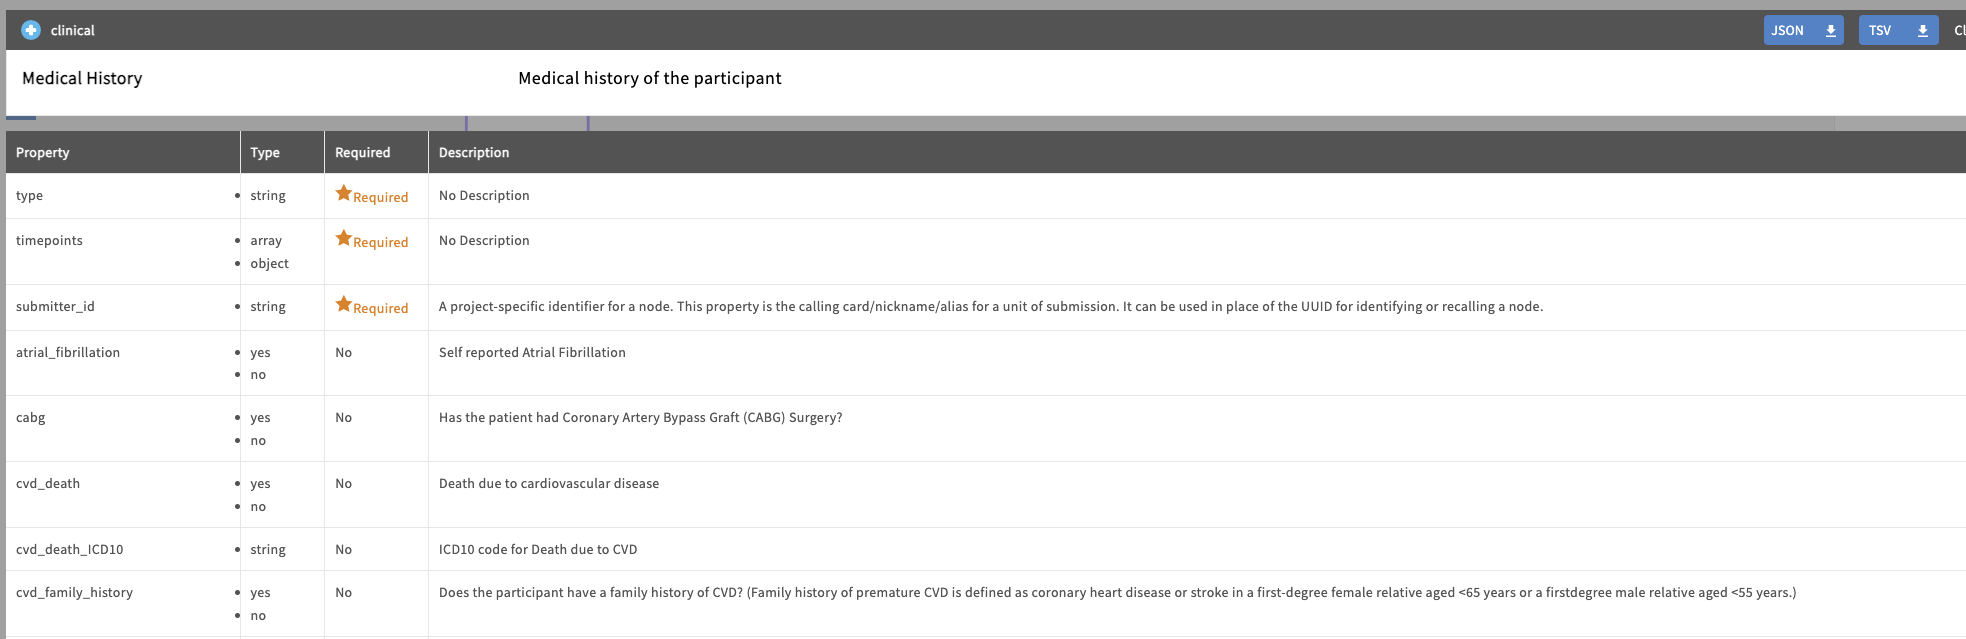 clinical JSON TSV
Medical History Medical history of the participant
Property Type Required Description
type • string Required No Description
timepoints • array Required No Description
• object
submitter_id • string Required A project-specific identifier for a node. This property is the calling card/nickname/alias for a unit of submission. It can be used in place of the UUID for identifying or recalling a node.
atrial_fibrillation • yes No Self reported Atrial Fibrillation
• no
cabg • yes No Has the patient had Coronary Artery Bypass Graft (CABG) Surgery?
• no
cvd_death • yes No Death due to cardiovascular disease
• no
cvd_death_ICD10 • string No ICD10 code for Death due to CVD
cvd_family_history • yes No Does the participant have a family history of CVD? (Family history of premature CVD is defined as coronary heart disease or stroke in a first-degree female relative aged <65 years or a firstdegree male relative aged <55 years.)
• no